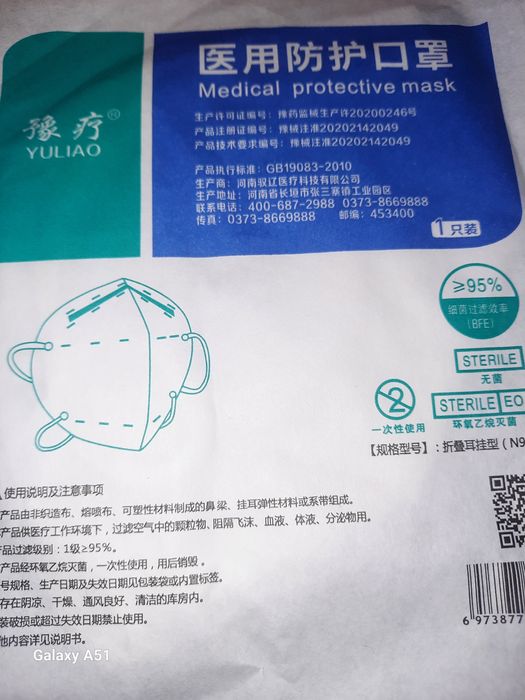 豫疗®
YULIAO
医用防护口罩
Medical protective mask
生产许可证编号：豫药监械生产许20200246号
产品注册证编号：豫械注准20202142049
产品技术要求编号：豫械注准20202142049
产品执行标准：GB19083-2010
生产商：河南驭辽医疗科技有限公司
生产地址：河南省长垣市张三寨镇工业园区
联系电话：400-687-2988 0373-8669888
传真：0373-8669888 邮编：453400
1只装
≥95%
细菌过滤效率
(BFE)
STERILE
无菌
2
一次性使用
STERILE EO
环氧乙烷灭菌
【规格型号】：折叠耳挂型（N9
使用说明及注意事项
产品由非织造布、熔喷布、可塑性材料制成的鼻梁、挂耳弹性材料或系带组成。
产品供医疗工作环境下，过滤空气中的颗粒物、阻隔飞沫、血液、体液、分泌物用。
产品过滤级别：1级≥95%。
产品经环氧乙烷灭菌，一次性使用，用后销毁。
号规格、生产日期及失效日期见包装袋或内置标签。
存在阴凉、干燥、通风良好、清洁的库房内。
装破损或超过失效日期禁止使用。
他内容详见说明书。
6 973877
Galaxy A51